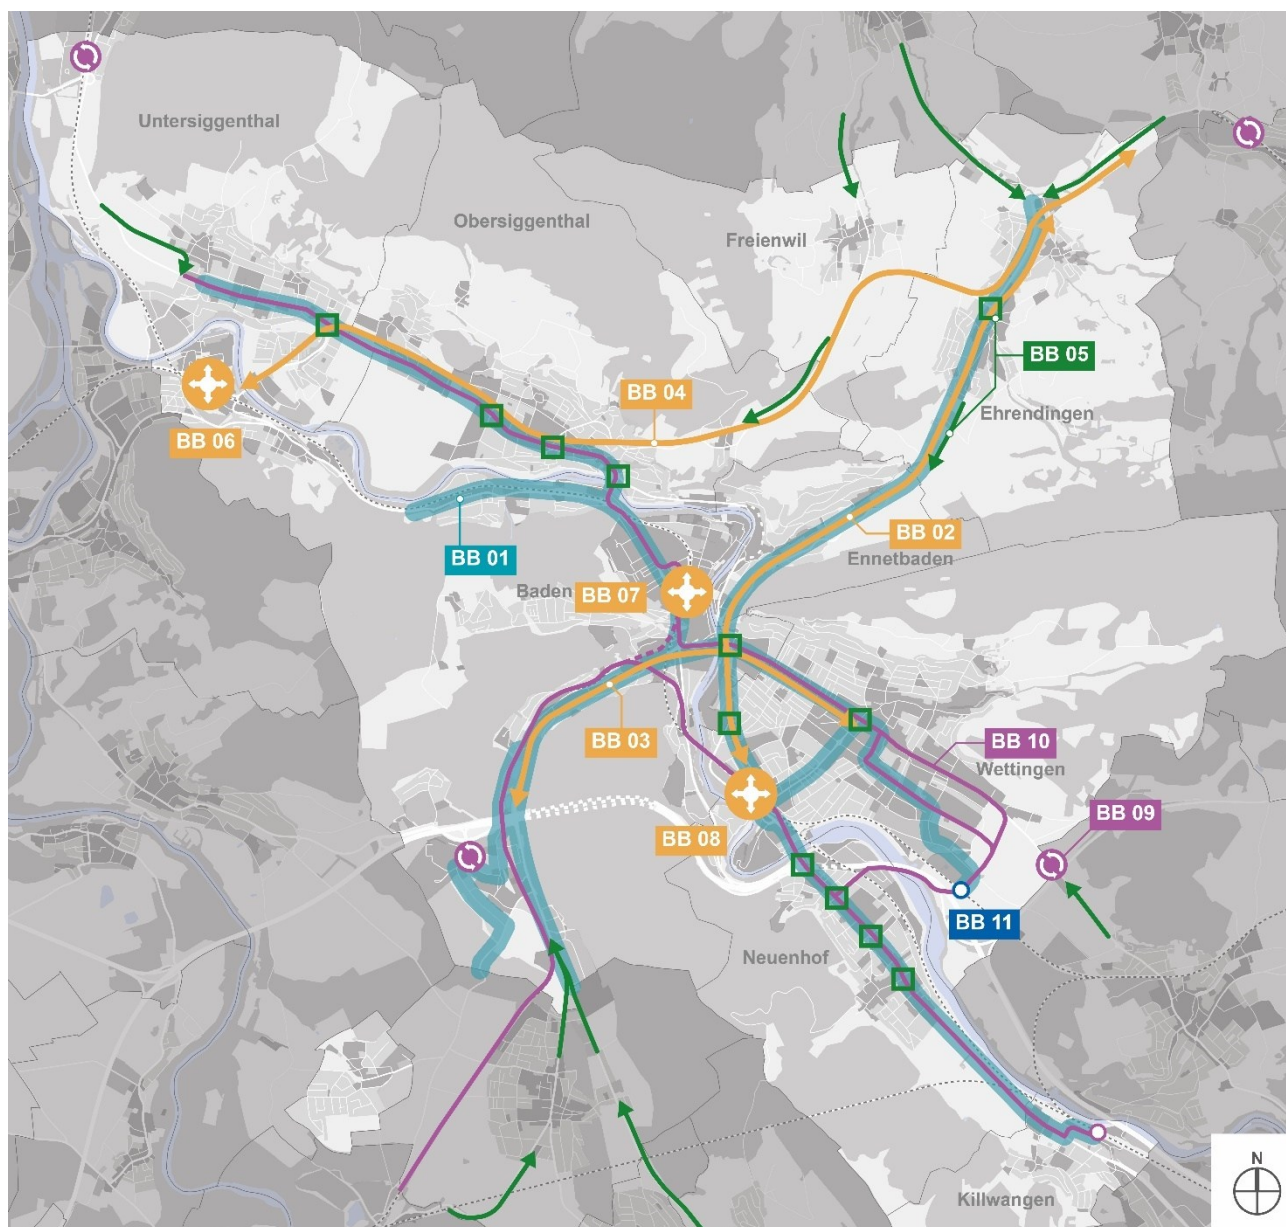 Untersiggenthal
Obersiggenthal
Freienwil
BB 05
BB 04
Ehrendingen
BB 06
BB 02
BB 01
Ennetbaden
Baden
BB 07
BB 03
BB 10
Wettingen
BB 09
BB 08
BB 11
Neuenhof
N
Killwangen